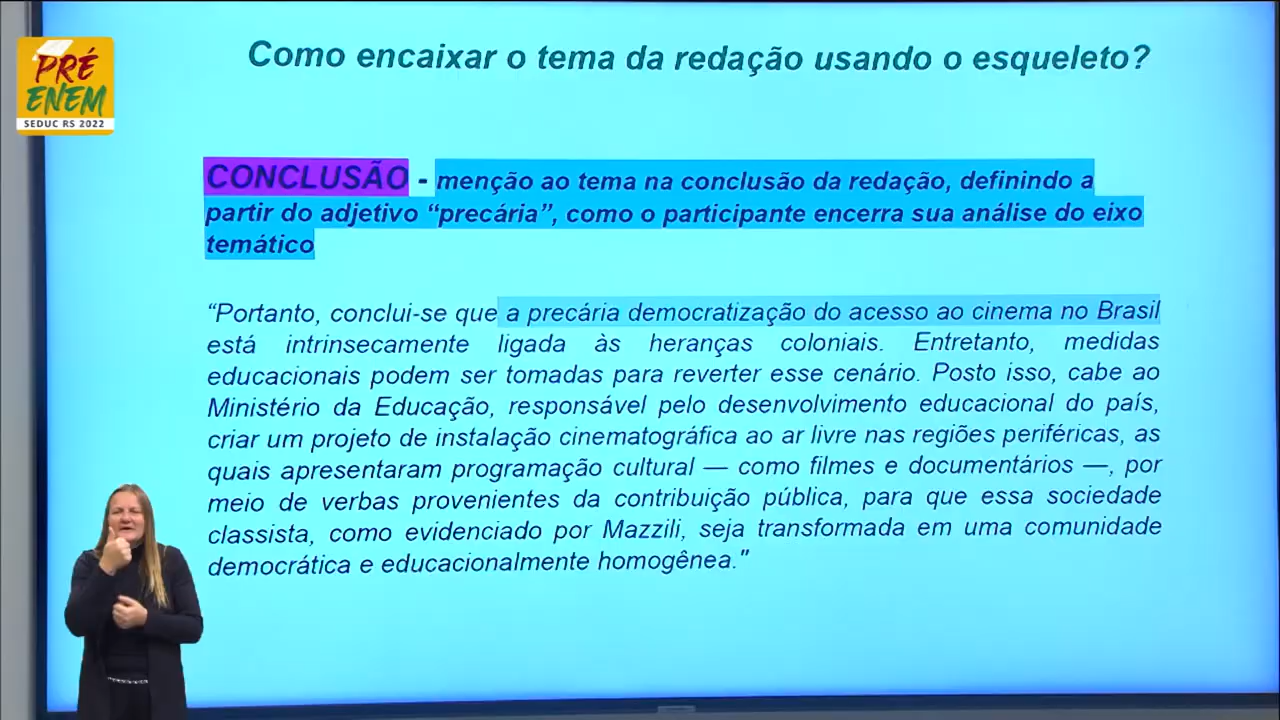 Como encaixar o tema da redação usando o esqueleto?
PRÉ
ENEM
SEDUC RS 2022
CONCLUSÃO - menção ao tema na conclusão da redação, definindo a
partir do adjetivo “precária”, como o participante encerra sua análise do eixo
temático
“Portanto, conclui-se que a precária democratização do acesso ao cinema no Brasil
está intrinsecamente ligada às heranças coloniais. Entretanto, medidas
educacionais podem ser tomadas para reverter esse cenário. Posto isso, cabe ao
Ministério da Educação, responsável pelo desenvolvimento educacional do país,
criar um projeto de instalação cinematográfica ao ar livre nas regiões periféricas, as
quais apresentaram programação cultural — como filmes e documentários —, por
meio de verbas provenientes da contribuição pública, para que essa sociedade
classista, como evidenciado por Mazzili, seja transformada em uma comunidade
democrática e educacionalmente homogênea."